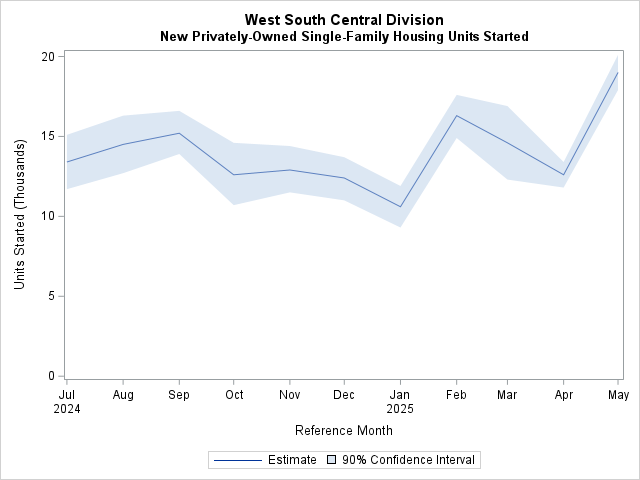 West South Central Division
New Privately-Owned Single-Family Housing Units Started
20
15
10
5
0
Units Started (Thousands)
Jul Aug Sep Oct Nov Dec Jan Feb Mar Apr May
2024 2025
Reference Month
Estimate 90% Confidence Interval